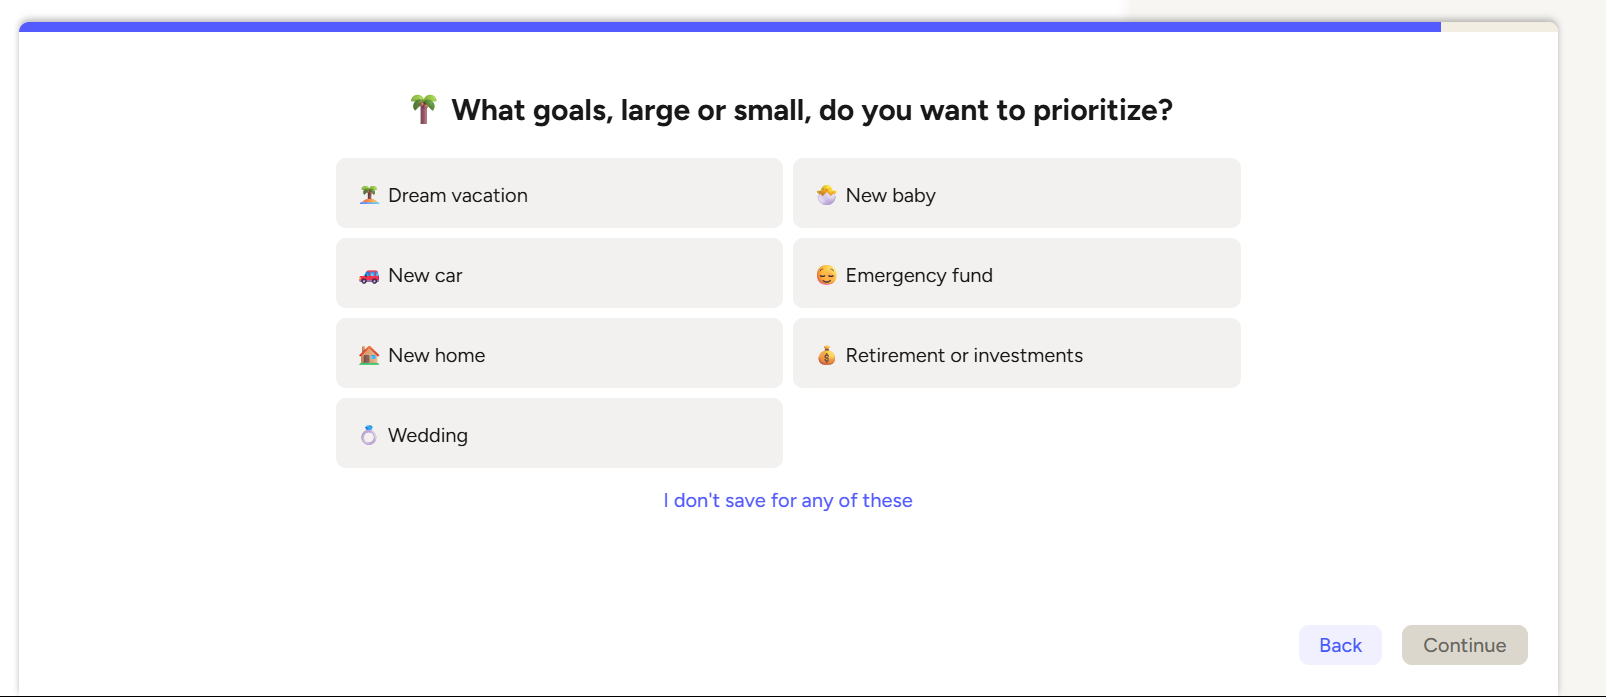 What goals, large or small, do you want to prioritize?
Dream vacation
New baby
New car
Emergency fund
New home
Retirement or investments
Wedding
I don't save for any of these
Back
Continue